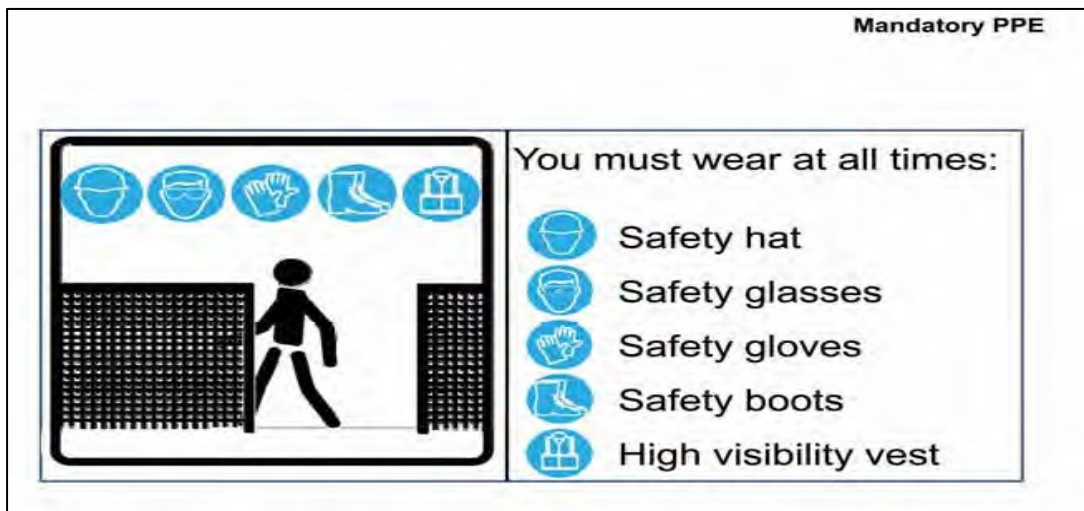 Mandatory PPE
You must wear at all times:
Safety hat
Safety glasses
Safety gloves
Safety boots
High visibility vest